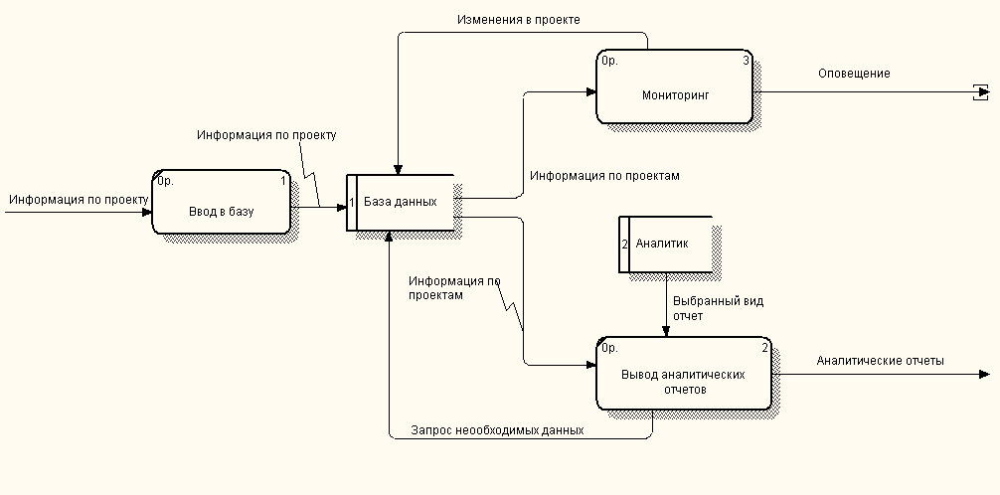 Изменения в проекте
0р. 3
Мониторинг
Оповещение
Информация по проекту
Информация по проекту
0р. 1
Ввод в базу
1 База данных
Информация по проектам
2 Аналитик
Информация по
проектам
Выбранный вид
отчет
0р. 2
Вывод аналитических
отчетов
Аналитические отчеты
Запрос неообходимых данных